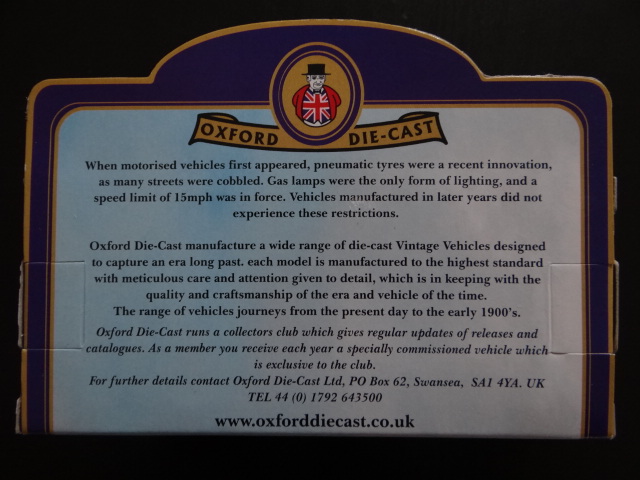 OXFORD DIE-CAST
When motorised vehicles first appeared, pneumatic tyres were a recent innovation,
as many streets were cobbled. Gas lamps were the only form of lighting, and a
speed limit of 15mph was in force. Vehicles manufactured in later years did not
experience these restrictions.
Oxford Die-Cast manufacture a wide range of die-cast Vintage Vehicles designed
to capture an era long past. each model is manufactured to the highest standard
with meticulous care and attention given to detail, which is in keeping with the
quality and craftsmanship of the era and vehicle of the time.
The range of vehicles journeys from the present day to the early 1900's.
Oxford Die-Cast runs a collectors club which gives regular updates of releases and
catalogues. As a member you receive each year a specially commissioned vehicle which
is exclusive to the club.
For further details contact Oxford Die-Cast Ltd, PO Box 62, Swansea, SA1 4YA. UK
TEL 44 (0) 1792 643500
www.oxforddiecast.co.uk